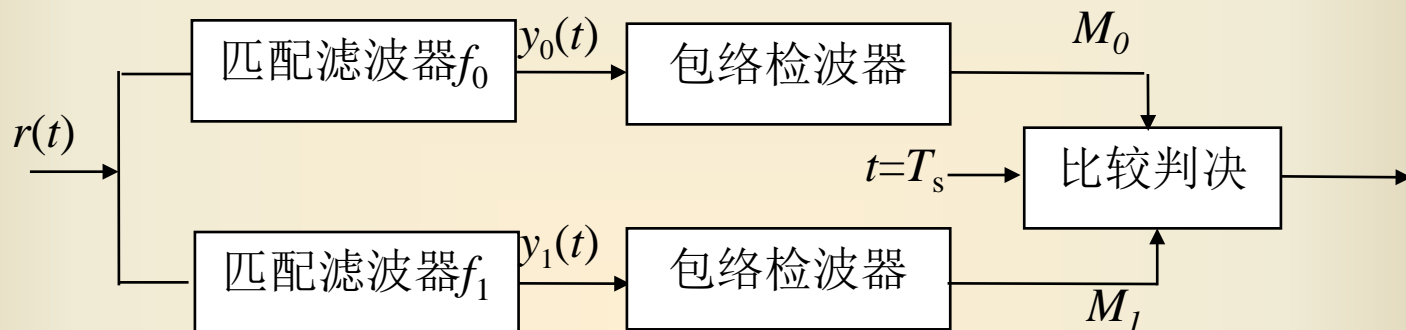 匹配滤波器f₀
y₀(t)
包络检波器
M₀
r(t)
t=Tₛ
比较判决
匹配滤波器f₁
y₁(t)
包络检波器
M₁